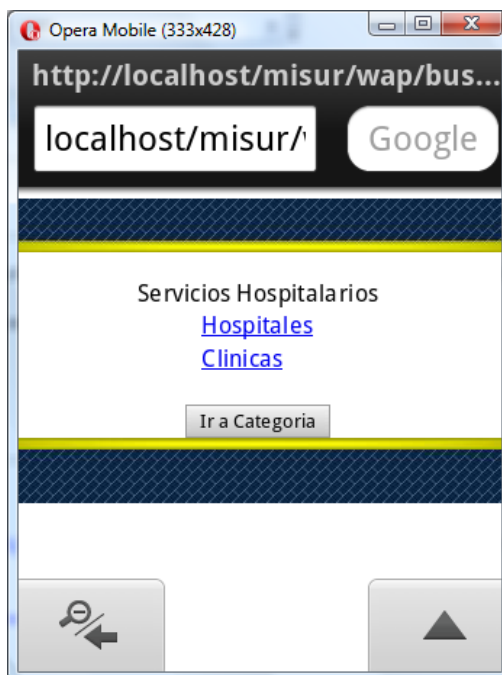 Opera Mobile (333x428)
http://localhost/misur/wap/bus...
localhost/misur/
Google
Servicios Hospitalarios
Hospitales
Clinicas
Ir a Categoria